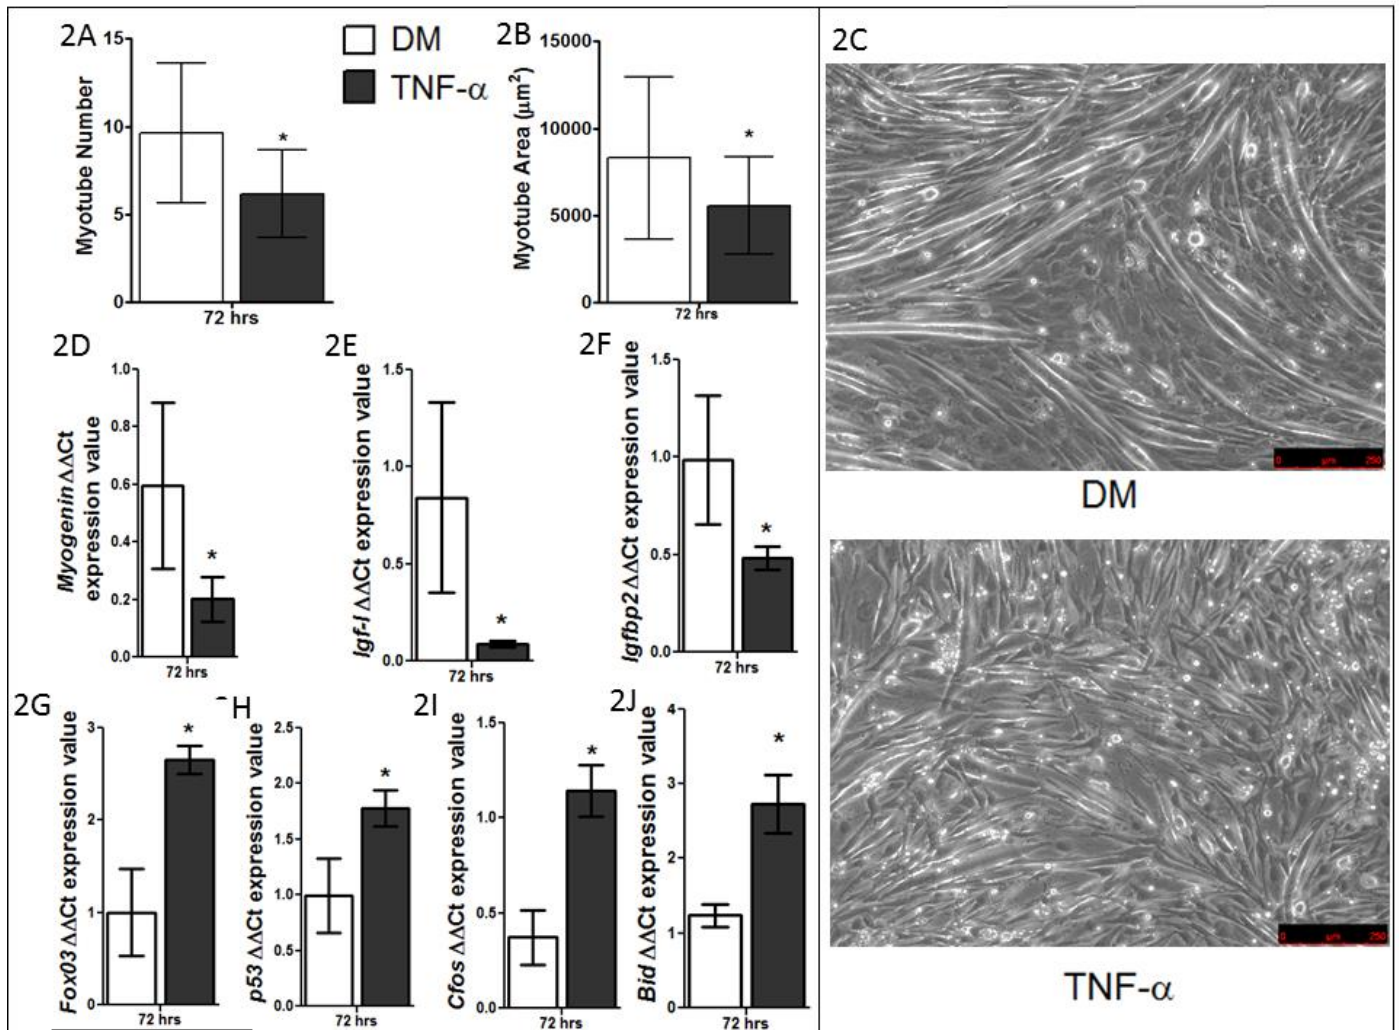 2A
15
10
5
0
Myotube Number
72 hrs
DM
TNF-α
*
2B
15000
10000
5000
0
Myotube Area (μm²)
72 hrs
*
2C
0 μm 250
DM
0 μm 250
TNF-α
2D
1.0
0.8
0.6
0.4
0.2
0.0
Myogenin ΔΔCt
expression value
72 hrs
*
2E
1.5
1.0
0.5
0.0
Igf-I ΔΔCt expression value
72 hrs
*
2F
1.5
1.0
0.5
0.0
Igfbp2 ΔΔCt expression value
72 hrs
*
2G
3
2
1
0
Fox03 ΔΔCt expression value
72 hrs
*
H
2.5
2.0
1.5
1.0
0.5
0.0
p53 ΔΔCt expression value
72 hrs
*
2I
1.5
1.0
0.5
0.0
Cfos ΔΔCt expression value
72 hrs
*
2J
4
3
2
1
0
Bid ΔΔCt expression value
72 hrs
*